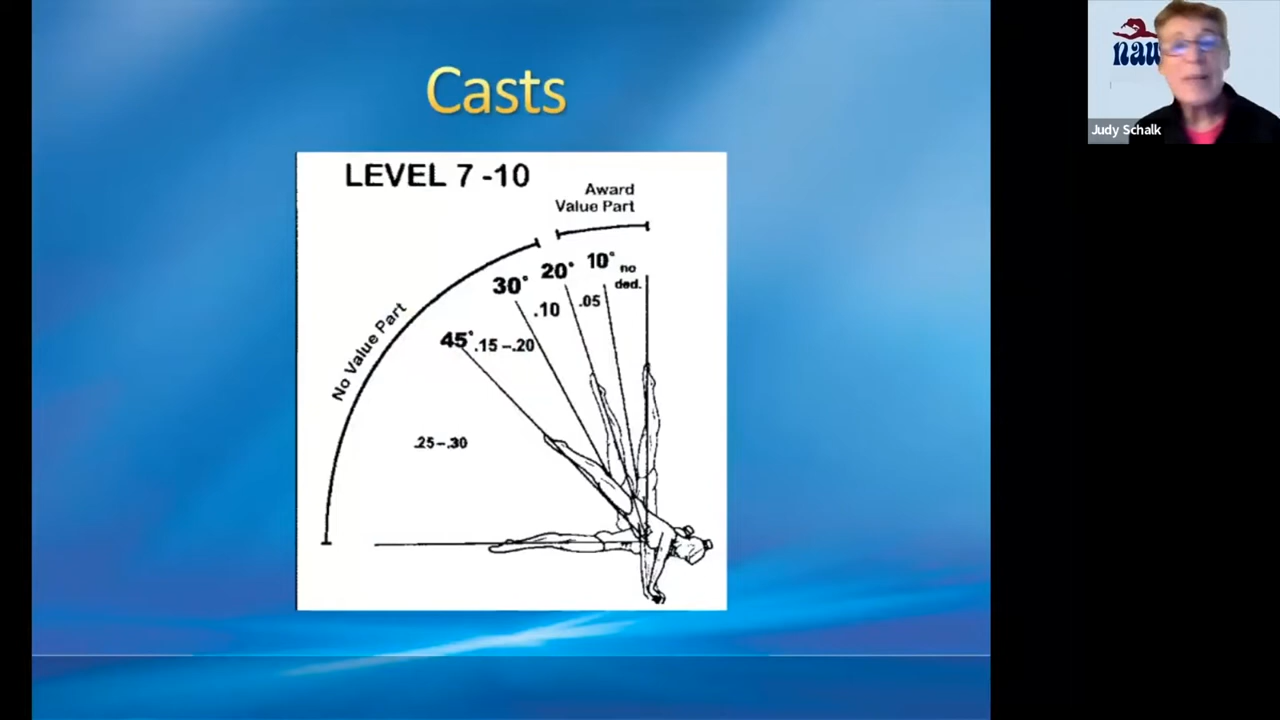 Casts
LEVEL 7 -10
Award
Value Part
No Value Part
45°
30°
20°
10°
no
ded.
.05
.10
.15 –.20
.25–.30
nau
Judy Schalk